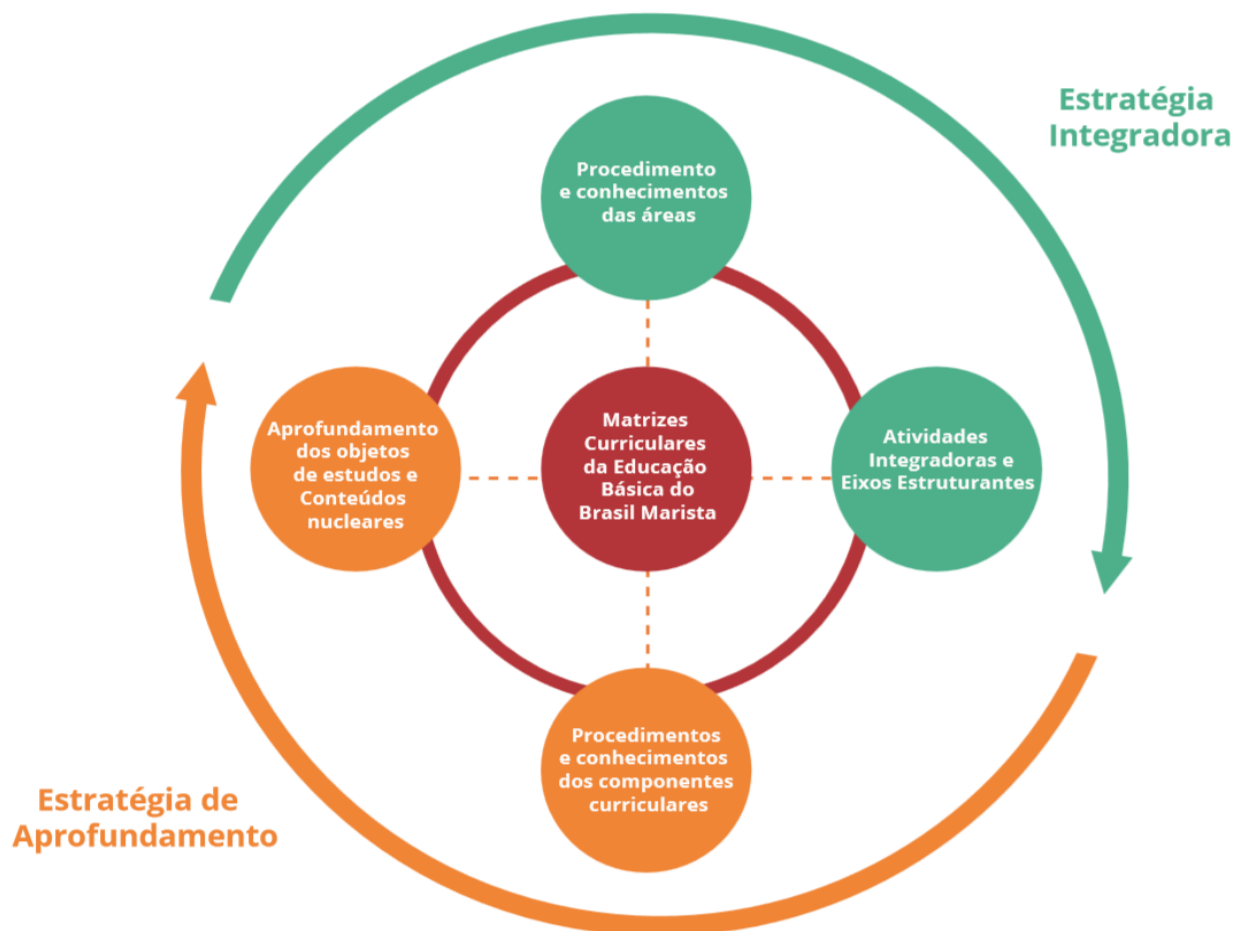 Estratégia
Integradora
Procedimento
e conhecimentos
das áreas
Aprofundamento
dos objetos
de estudos e
Conteúdos
nucleares
Matrizes
Curriculares
da Educação
Básica do
Brasil Marista
Atividades
Integradoras e
Eixos Estruturantes
Procedimentos
e conhecimentos
dos componentes
curriculares
Estratégia de
Aprofundamento